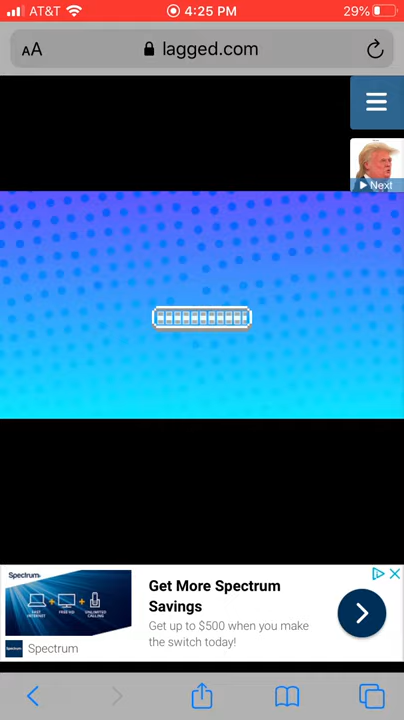 AT&T 4:25 PM 29%
AA lagged.com
Next
Spectrum
Get More Spectrum
Savings
Get up to $500 when you make
the switch today!
Spectrum